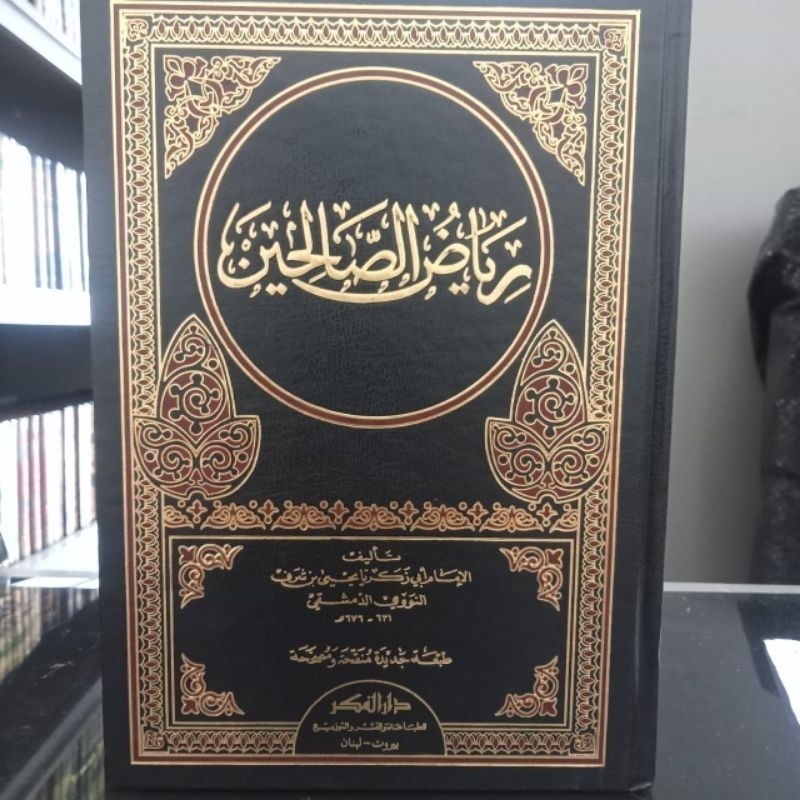 رياض الصالحين
تأليف
الإمام أبي زكريا يحيى بن شرف
النووي الدمشقي
٦٣١ - ٦٧٦هـ
طبعة جديدة منقحة ومصححة
دار الفكر
للطباعة والنشر والتوزيع
بيروت - لبنان